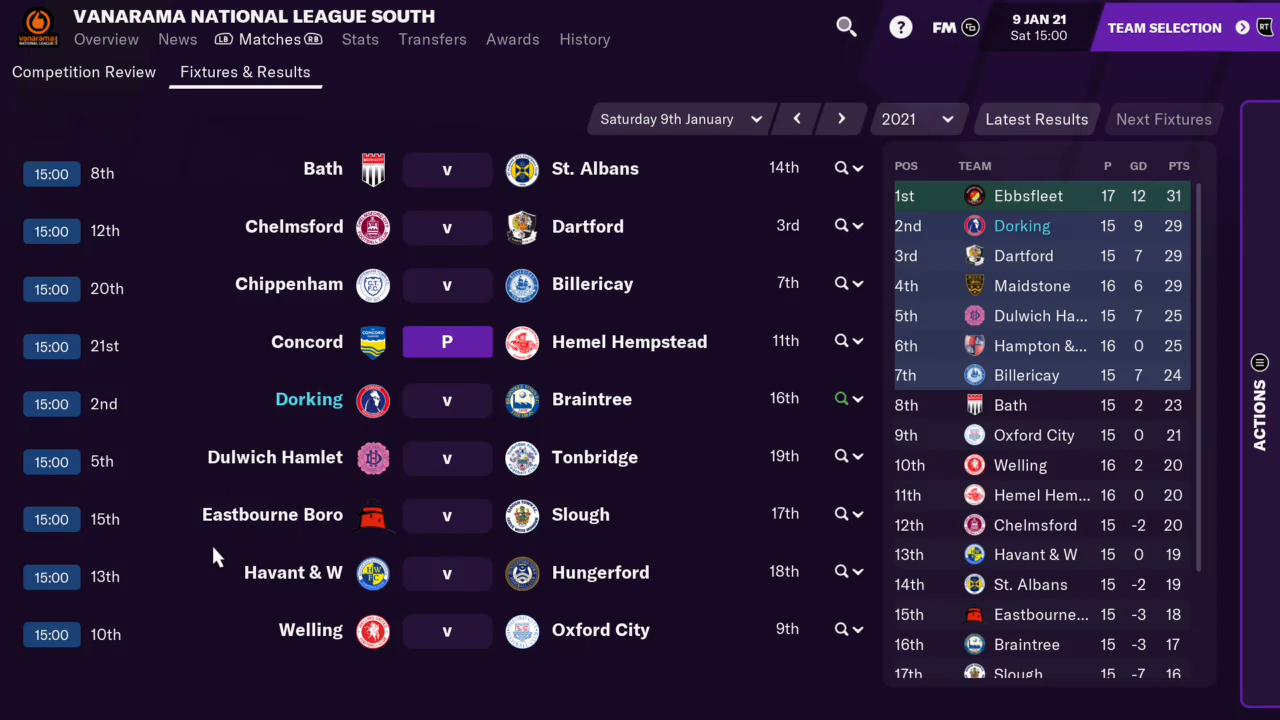 VANARAMA NATIONAL LEAGUE SOUTH
Overview News LB Matches RB Stats Transfers Awards History
? FM 9 JAN 21 Sat 15:00 TEAM SELECTION RT
Competition Review Fixtures & Results
Saturday 9th January < > 2021 Latest Results Next Fixtures
15:00 8th Bath v St. Albans 14th
15:00 12th Chelmsford v Dartford 3rd
15:00 20th Chippenham v Billericay 7th
15:00 21st Concord P Hemel Hempstead 11th
15:00 2nd Dorking v Braintree 16th
15:00 5th Dulwich Hamlet v Tonbridge 19th
15:00 15th Eastbourne Boro v Slough 17th
15:00 13th Havant & W v Hungerford 18th
15:00 10th Welling v Oxford City 9th
POS TEAM P GD PTS
1st Ebbsfleet 17 12 31
2nd Dorking 15 9 29
3rd Dartford 15 7 29
4th Maidstone 16 6 29
5th Dulwich Ha... 15 7 25
6th Hampton &... 16 0 25
7th Billericay 15 7 24
8th Bath 15 2 23
9th Oxford City 15 0 21
10th Welling 16 2 20
11th Hemel Hem... 16 0 20
12th Chelmsford 15 -2 20
13th Havant & W 15 0 19
14th St. Albans 15 -2 19
15th Eastbourne... 15 -3 18
16th Braintree 15 -3 17
17th Slough 15 -7 16
ACTIONS